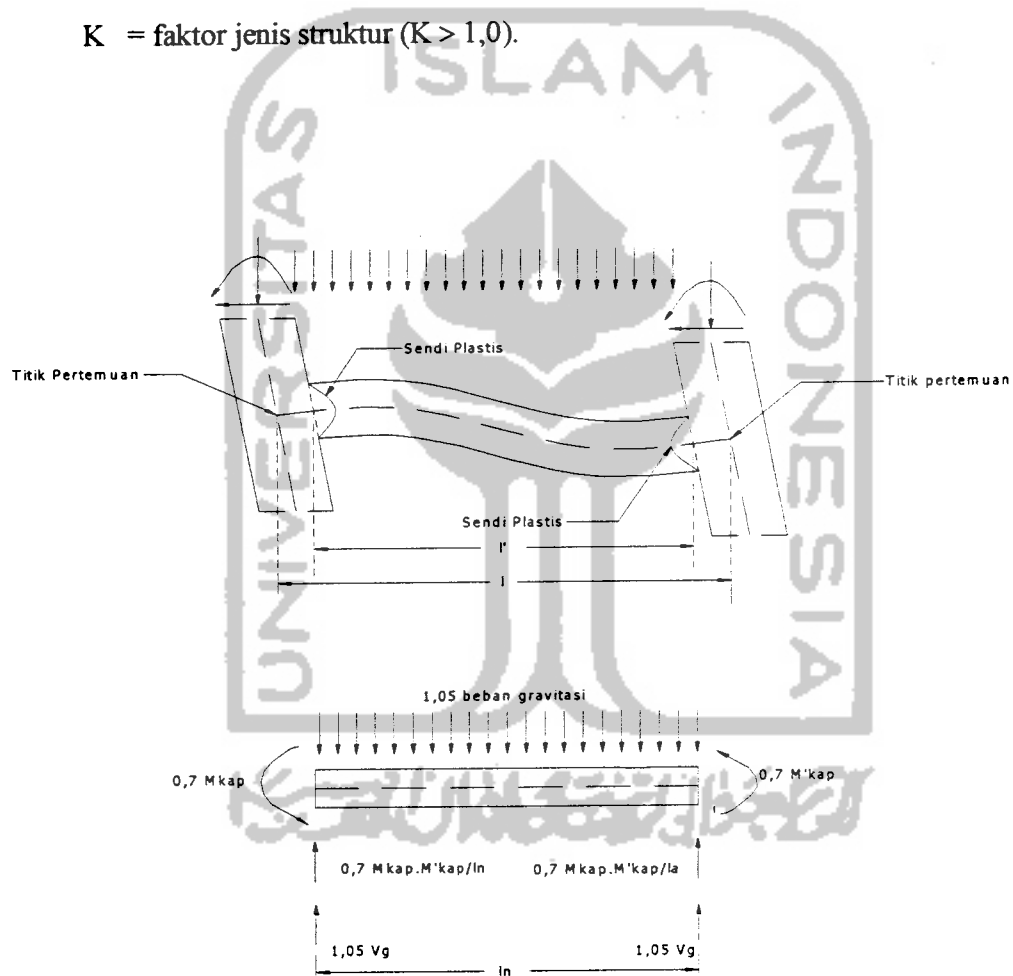 K = faktor jenis struktur (K > 1,0).
ISLAM
UNIVERSITAS
INDONESIA
Sendi Plastis
Titik Pertemuan
Titik pertemuan
Sendi Plastis
l'
l
1,05 beban gravitasi
0,7 Mkap
0,7 M'kap
0,7 Mkap.M'kap/ln
0,7 Mkap.M'kap/la
1,05 Vg
1,05 Vg
ln